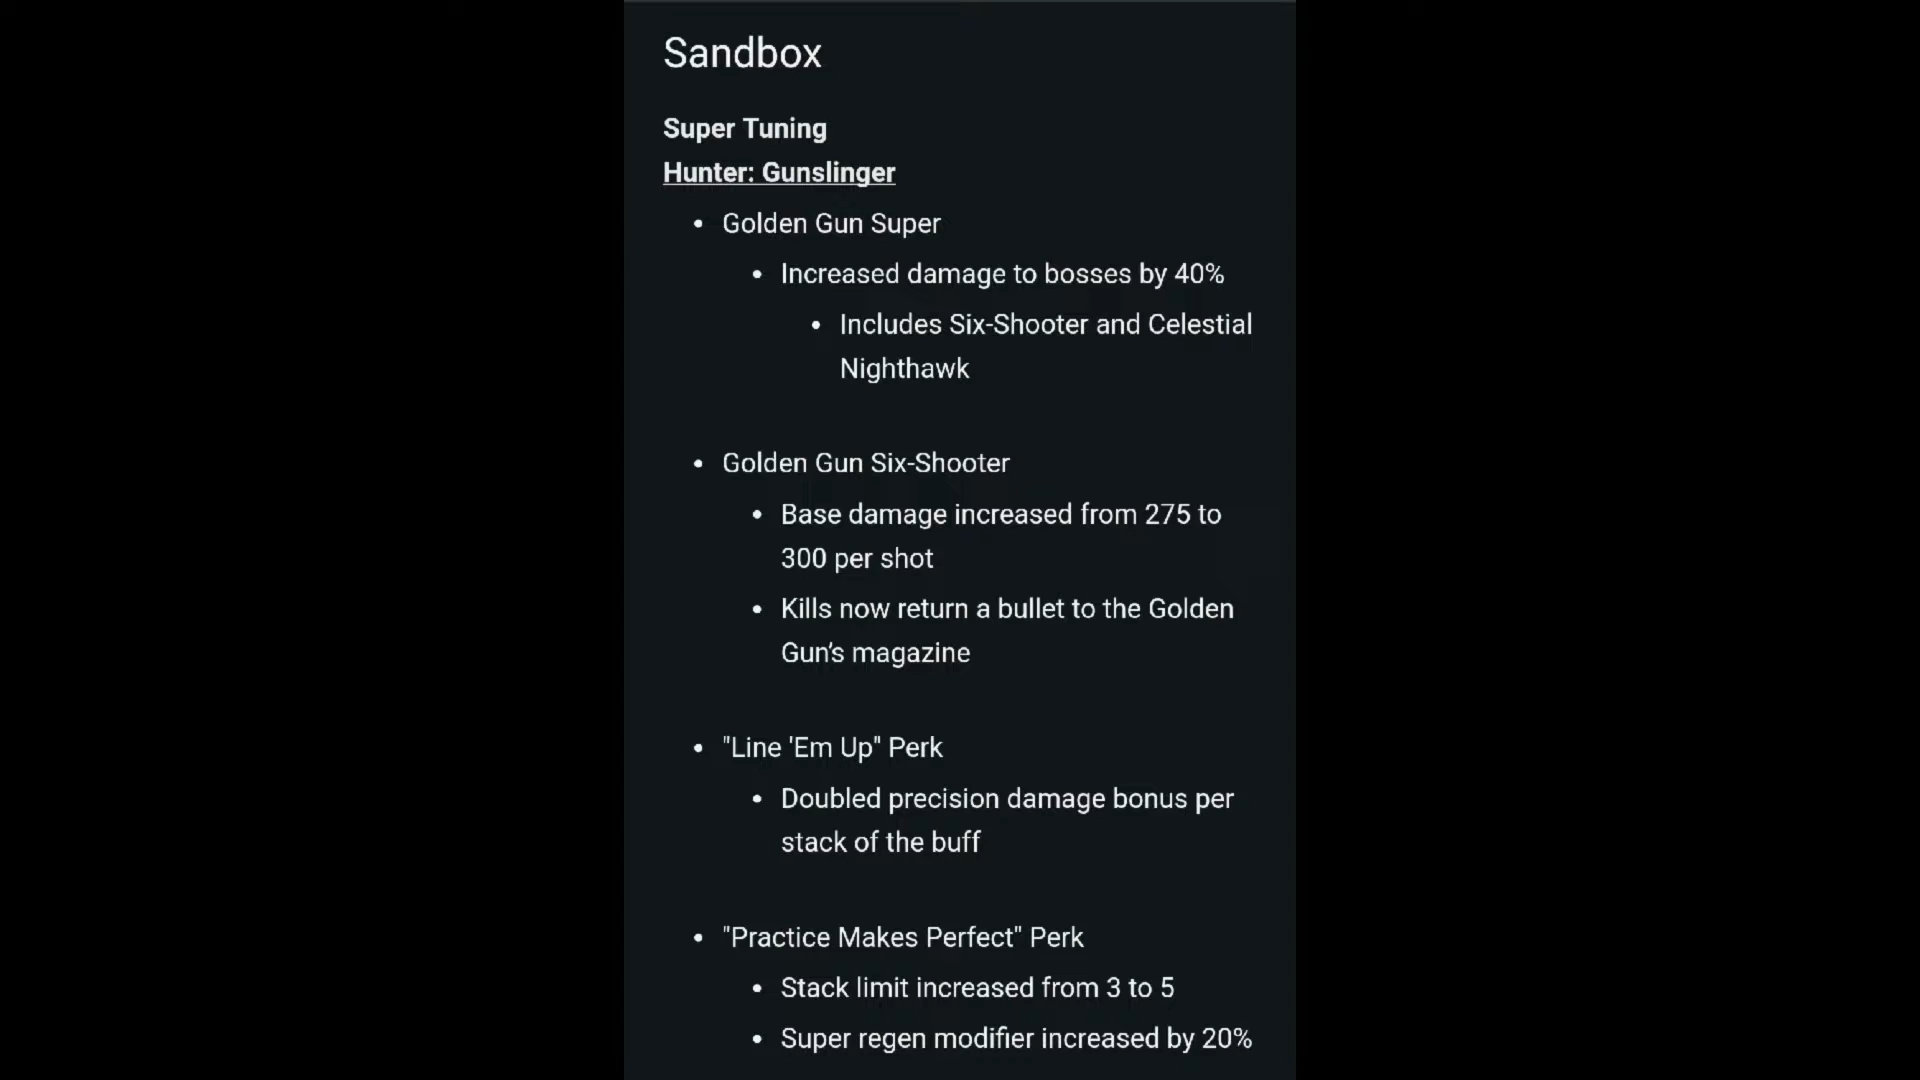 Sandbox
Super Tuning
Hunter: Gunslinger
• Golden Gun Super
• Increased damage to bosses by 40%
• Includes Six-Shooter and Celestial
Nighthawk
• Golden Gun Six-Shooter
• Base damage increased from 275 to
300 per shot
• Kills now return a bullet to the Golden
Gun's magazine
• "Line 'Em Up" Perk
• Doubled precision damage bonus per
stack of the buff
• "Practice Makes Perfect" Perk
• Stack limit increased from 3 to 5
• Super regen modifier increased by 20%